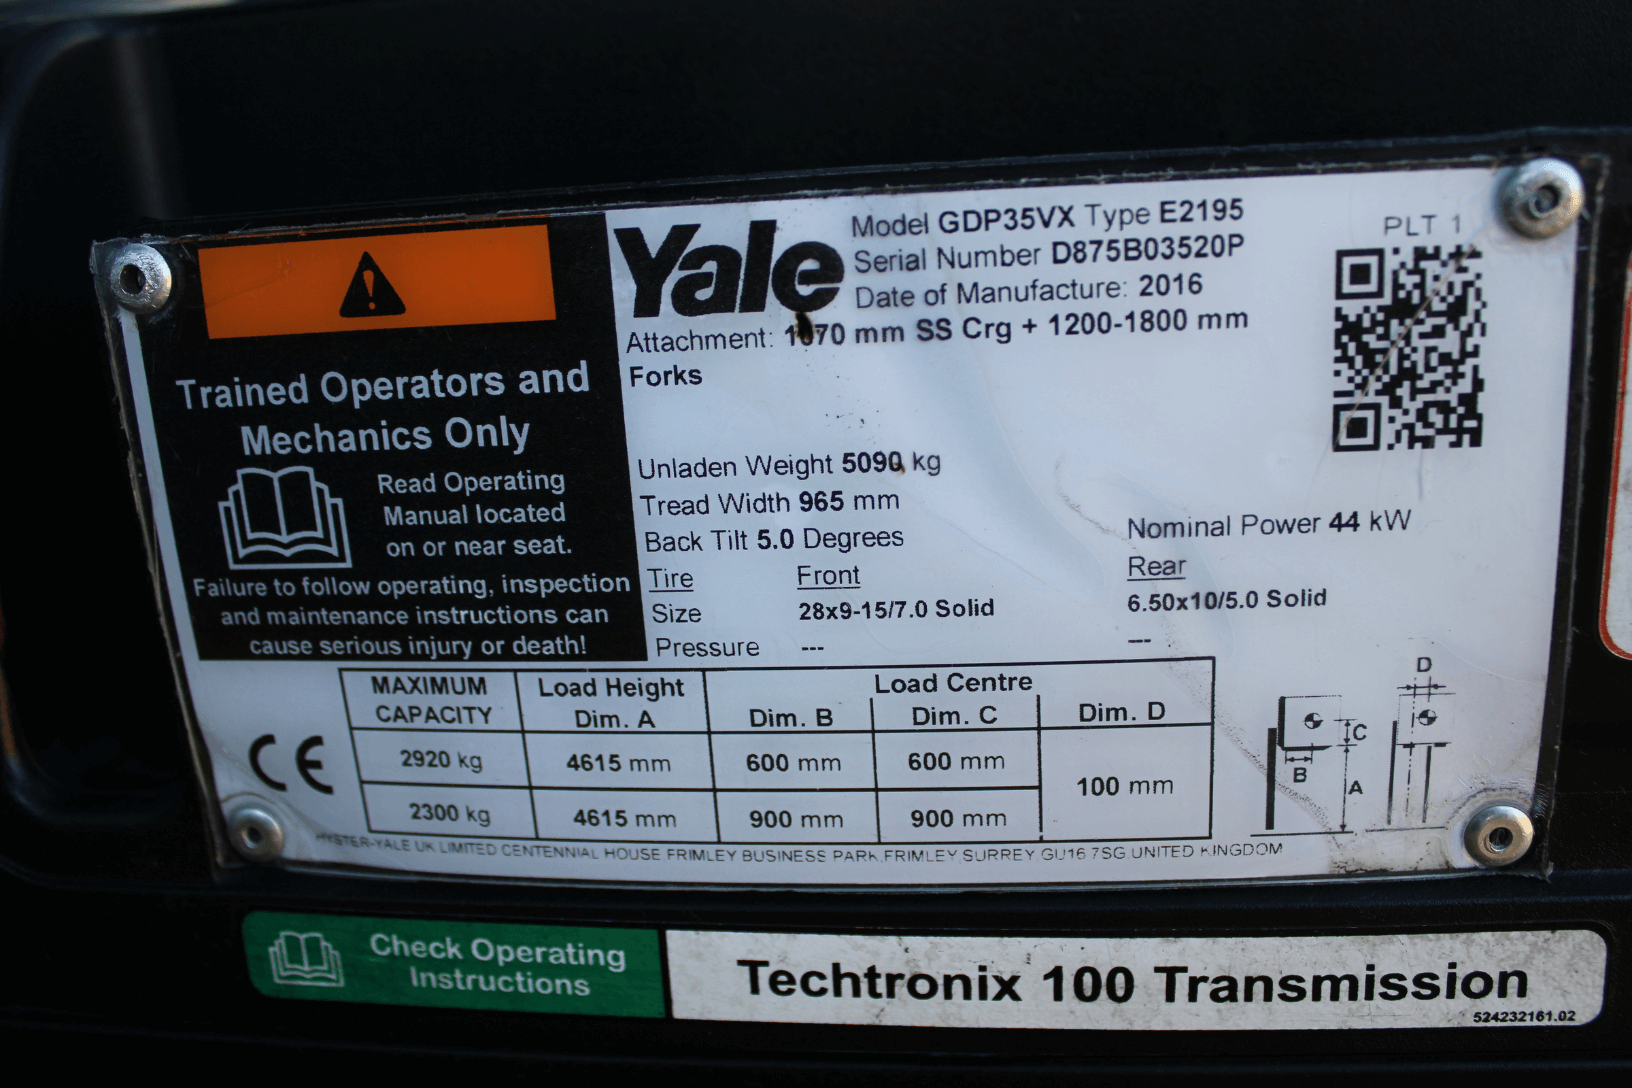 Yale
Model GDP35VX Type E2195
Serial Number D875B03520P
Date of Manufacture: 2016
PLT 1
Attachment: 1070 mm SS Crg + 1200-1800 mm
Forks
Trained Operators and
Mechanics Only
Read Operating
Manual located
on or near seat.
Failure to follow operating, inspection
and maintenance instructions can
cause serious injury or death!
Unladen Weight 5090 kg
Tread Width 965 mm
Back Tilt 5.0 Degrees
Nominal Power 44 kW
Tire Front Rear
Size 28x9-15/7.0 Solid 6.50x10/5.0 Solid
Pressure --- ---
MAXIMUM CAPACITY Load Height Dim. A Load Centre
Dim. B Dim. C Dim. D
2920 kg 4615 mm 600 mm 600 mm 100 mm
2300 kg 4615 mm 900 mm 900 mm
CE
D
C
B
A
HYSTER-YALE UK LIMITED CENTENNIAL HOUSE FRIMLEY BUSINESS PARK,FRIMLEY SURREY GU16 7SG UNITED KINGDOM
Check Operating
Instructions
Techtronix 100 Transmission
524232161.02